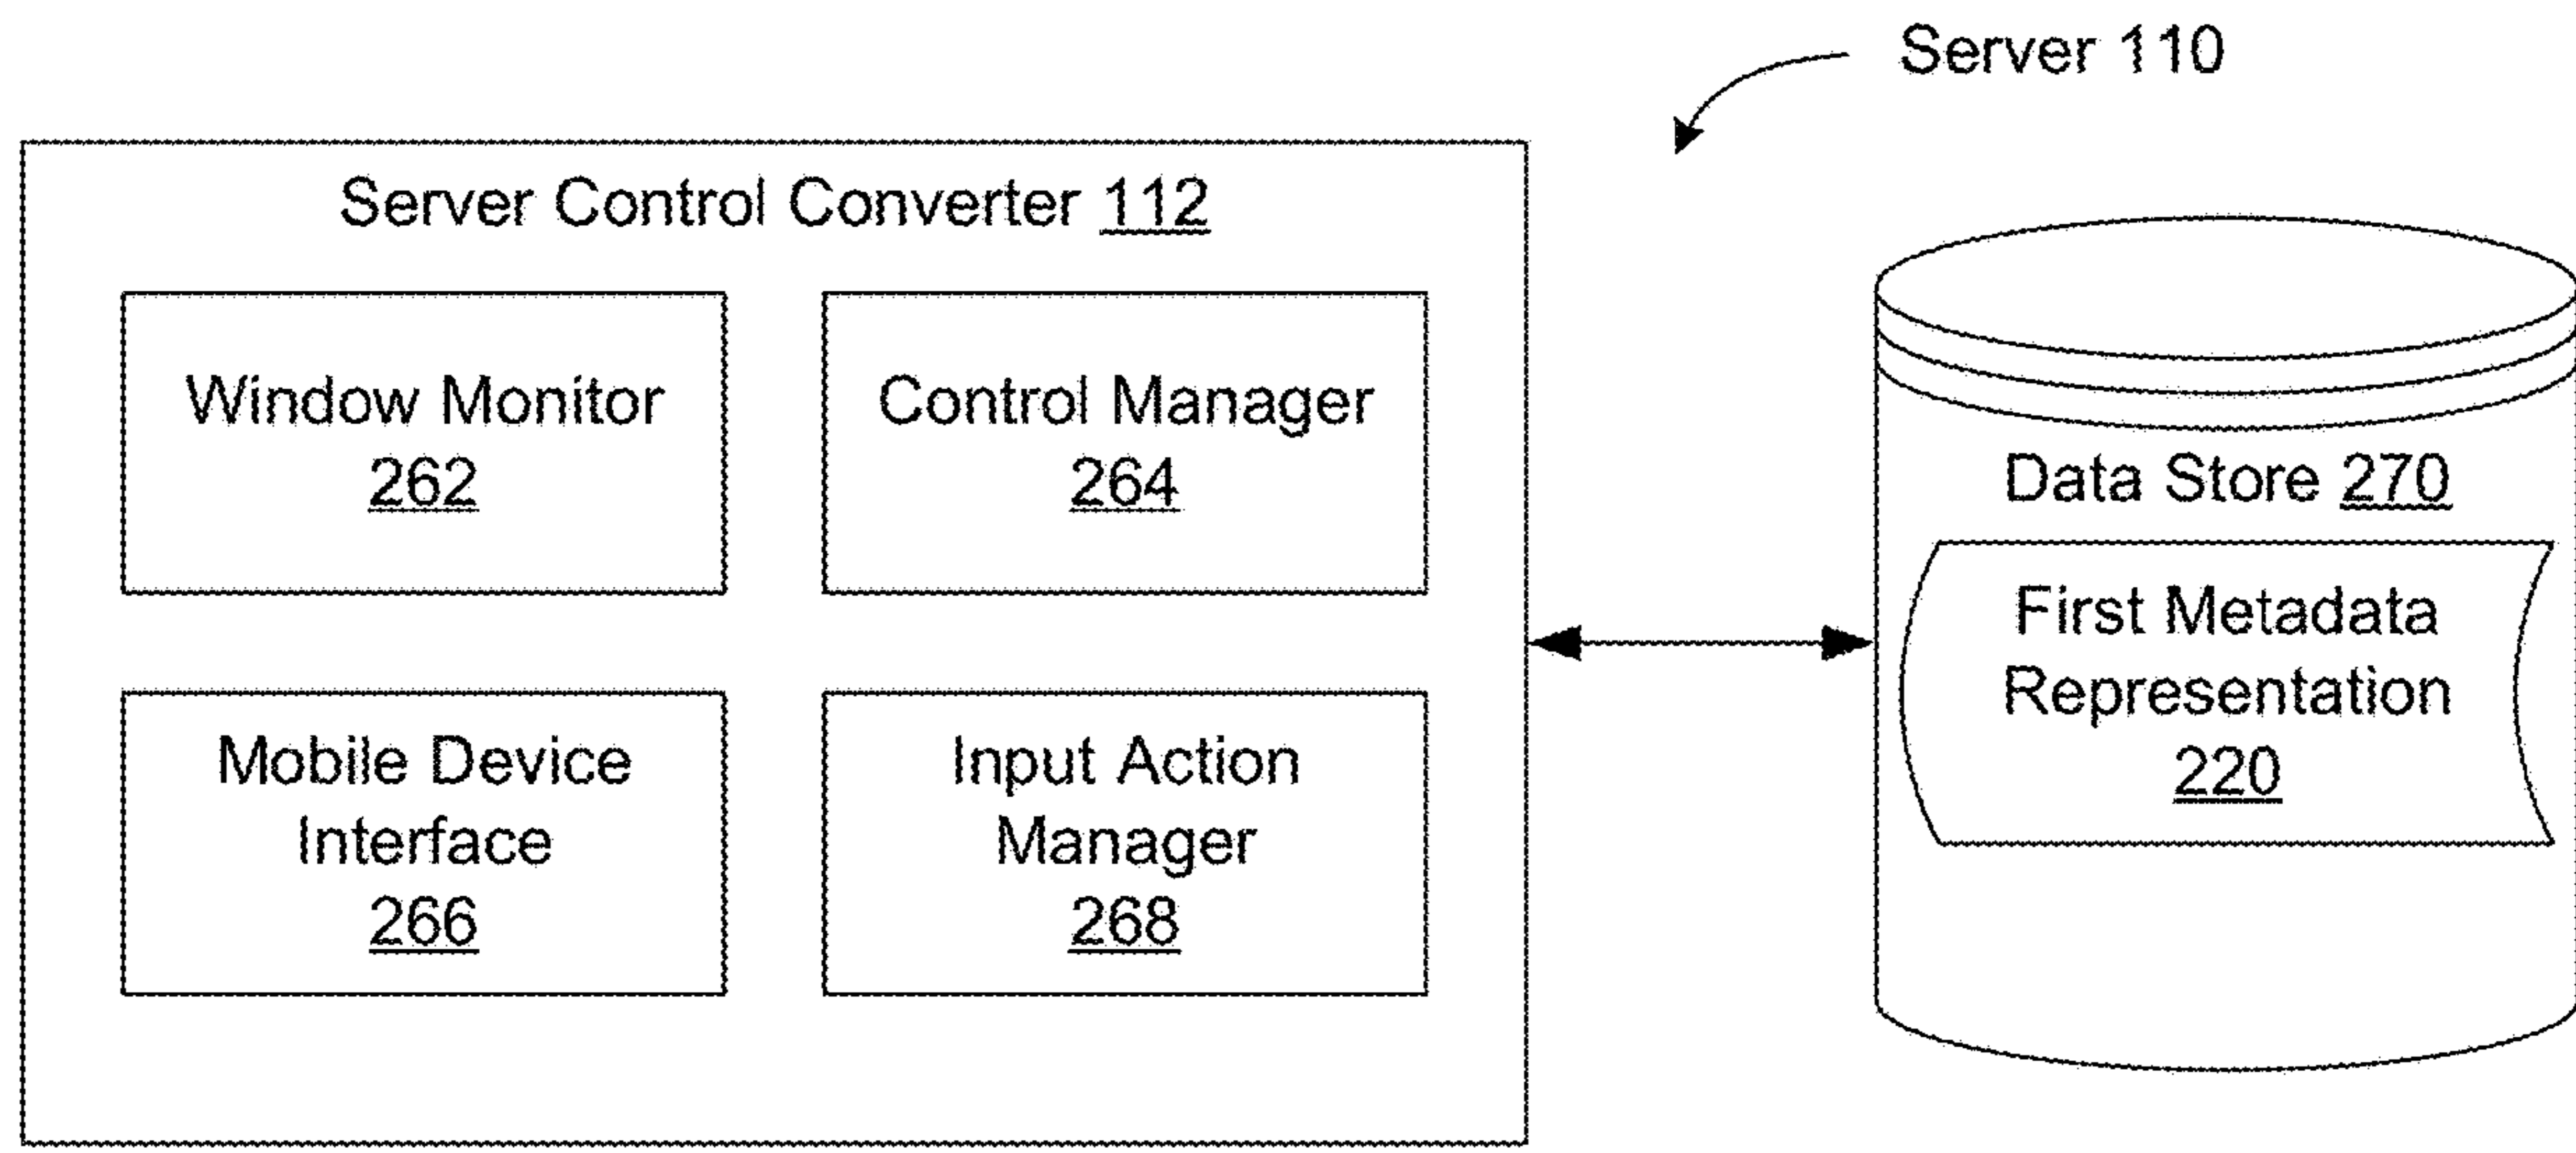 Server 110
Server Control Converter 112
Window Monitor
262
Control Manager
264
Mobile Device
Interface
266
Input Action
Manager
268
Data Store 270
First Metadata
Representation
220